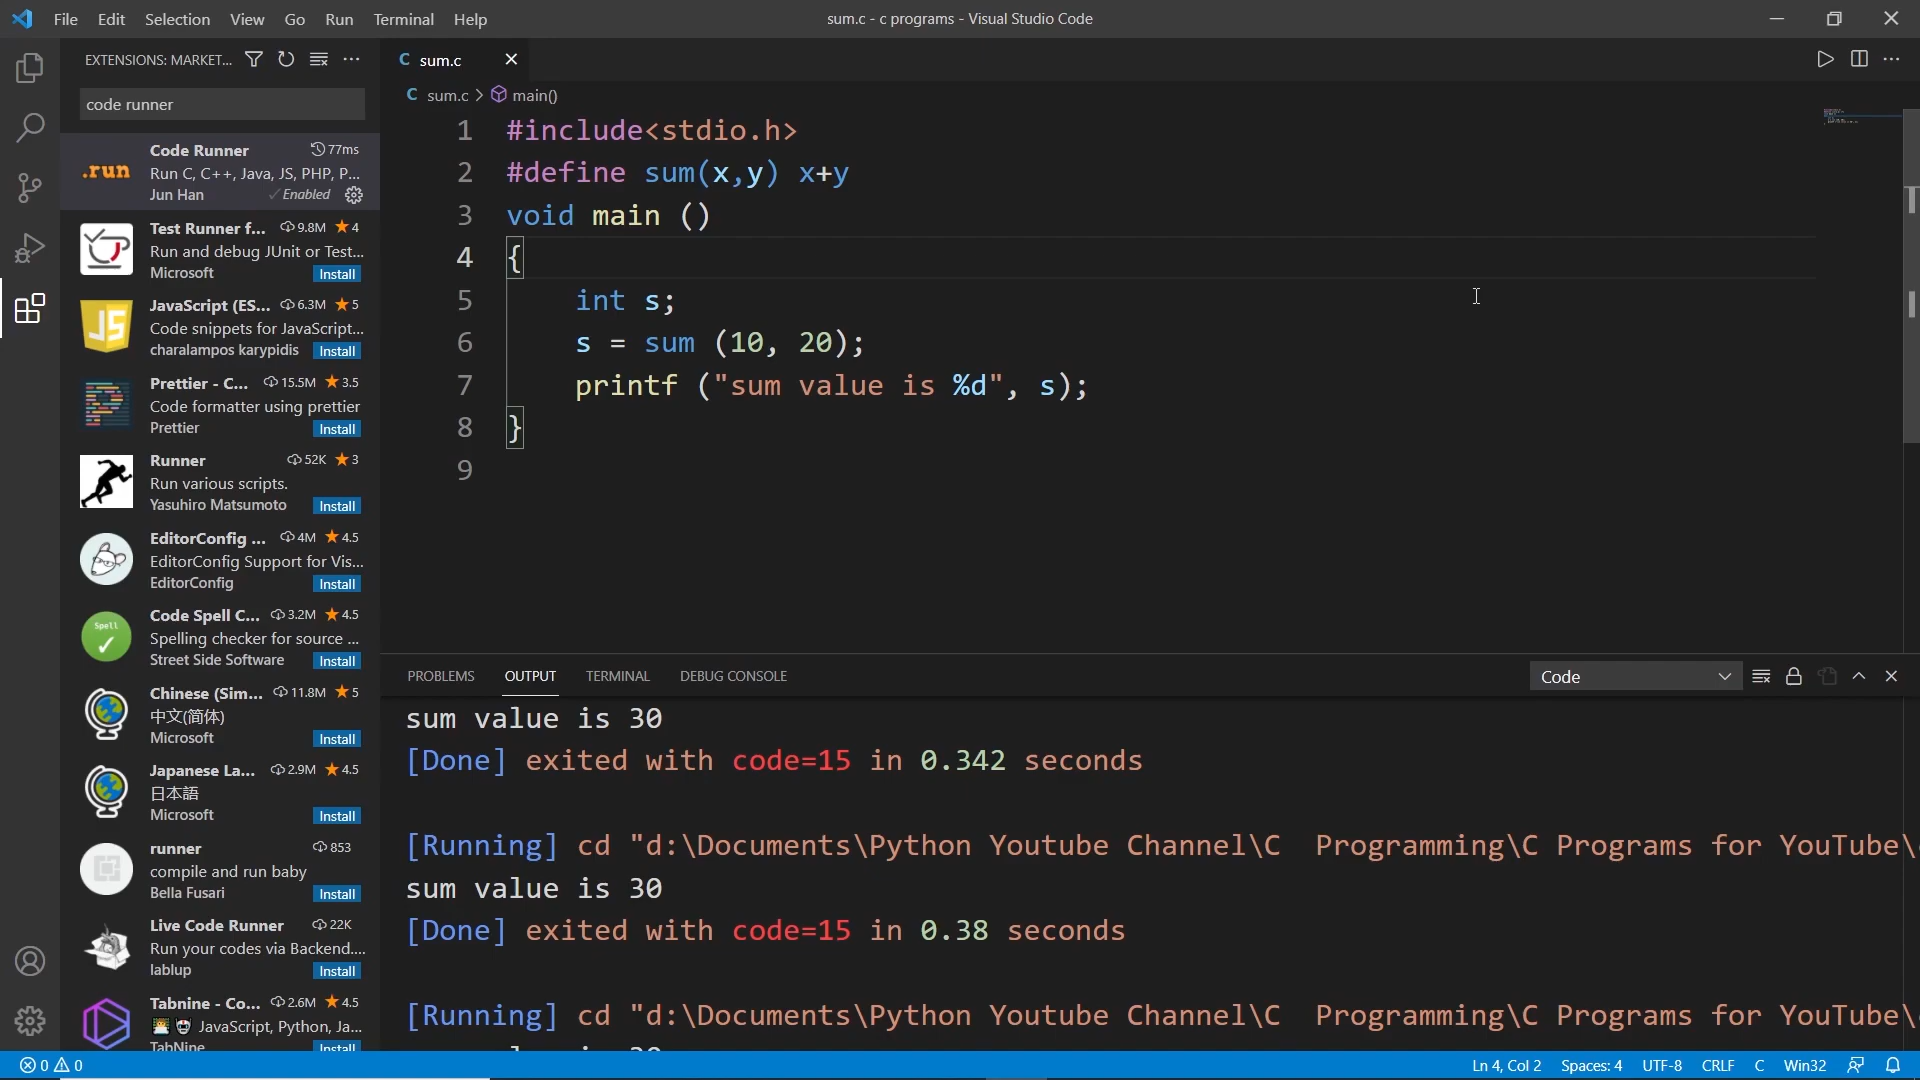 File Edit Selection View Go Run Terminal Help
sum.c - c programs - Visual Studio Code
EXTENSIONS: MARKET...
code runner
Code Runner 77ms
.run
Run C, C++, Java, JS, PHP, P...
Jun Han Enabled
Test Runner f... 9.8M 4
Run and debug JUnit or Test...
Microsoft Install
JavaScript (ES... 6.3M 5
JS
Code snippets for JavaScript...
charalampos karypidis Install
Prettier - C... 15.5M 3.5
Code formatter using prettier
Prettier Install
Runner 52K 3
Run various scripts.
Yasuhiro Matsumoto Install
EditorConfig ... 4M 4.5
EditorConfig Support for Vis...
EditorConfig Install
Code Spell C... 3.2M 4.5
Spell
Spelling checker for source ...
Street Side Software Install
Chinese (Sim... 11.8M 5
中文(简体)
Microsoft Install
Japanese La... 2.9M 4.5
日本語
Microsoft Install
runner 853
compile and run baby
Bella Fusari Install
Live Code Runner 22K
Run your codes via Backend....
lablup Install
Tabnine - Co... 2.6M 4.5
JavaScript, Python, Ja...
TabNine Install
C sum.c
C sum.c > main()
1 #include<stdio.h>
2 #define sum(x,y) x+y
3 void main ()
4 {
5 int s;
6 s = sum (10, 20);
7 printf ("sum value is %d", s);
8 }
9
PROBLEMS OUTPUT TERMINAL DEBUG CONSOLE Code
sum value is 30
[Done] exited with code=15 in 0.342 seconds
[Running] cd "d:\Documents\Python Youtube Channel\C  Programming\C Programs for YouTube\
sum value is 30
[Done] exited with code=15 in 0.38 seconds
[Running] cd "d:\Documents\Python Youtube Channel\C  Programming\C Programs for YouTube\
0 0 Ln 4, Col 2 Spaces: 4 UTF-8 CRLF C Win32